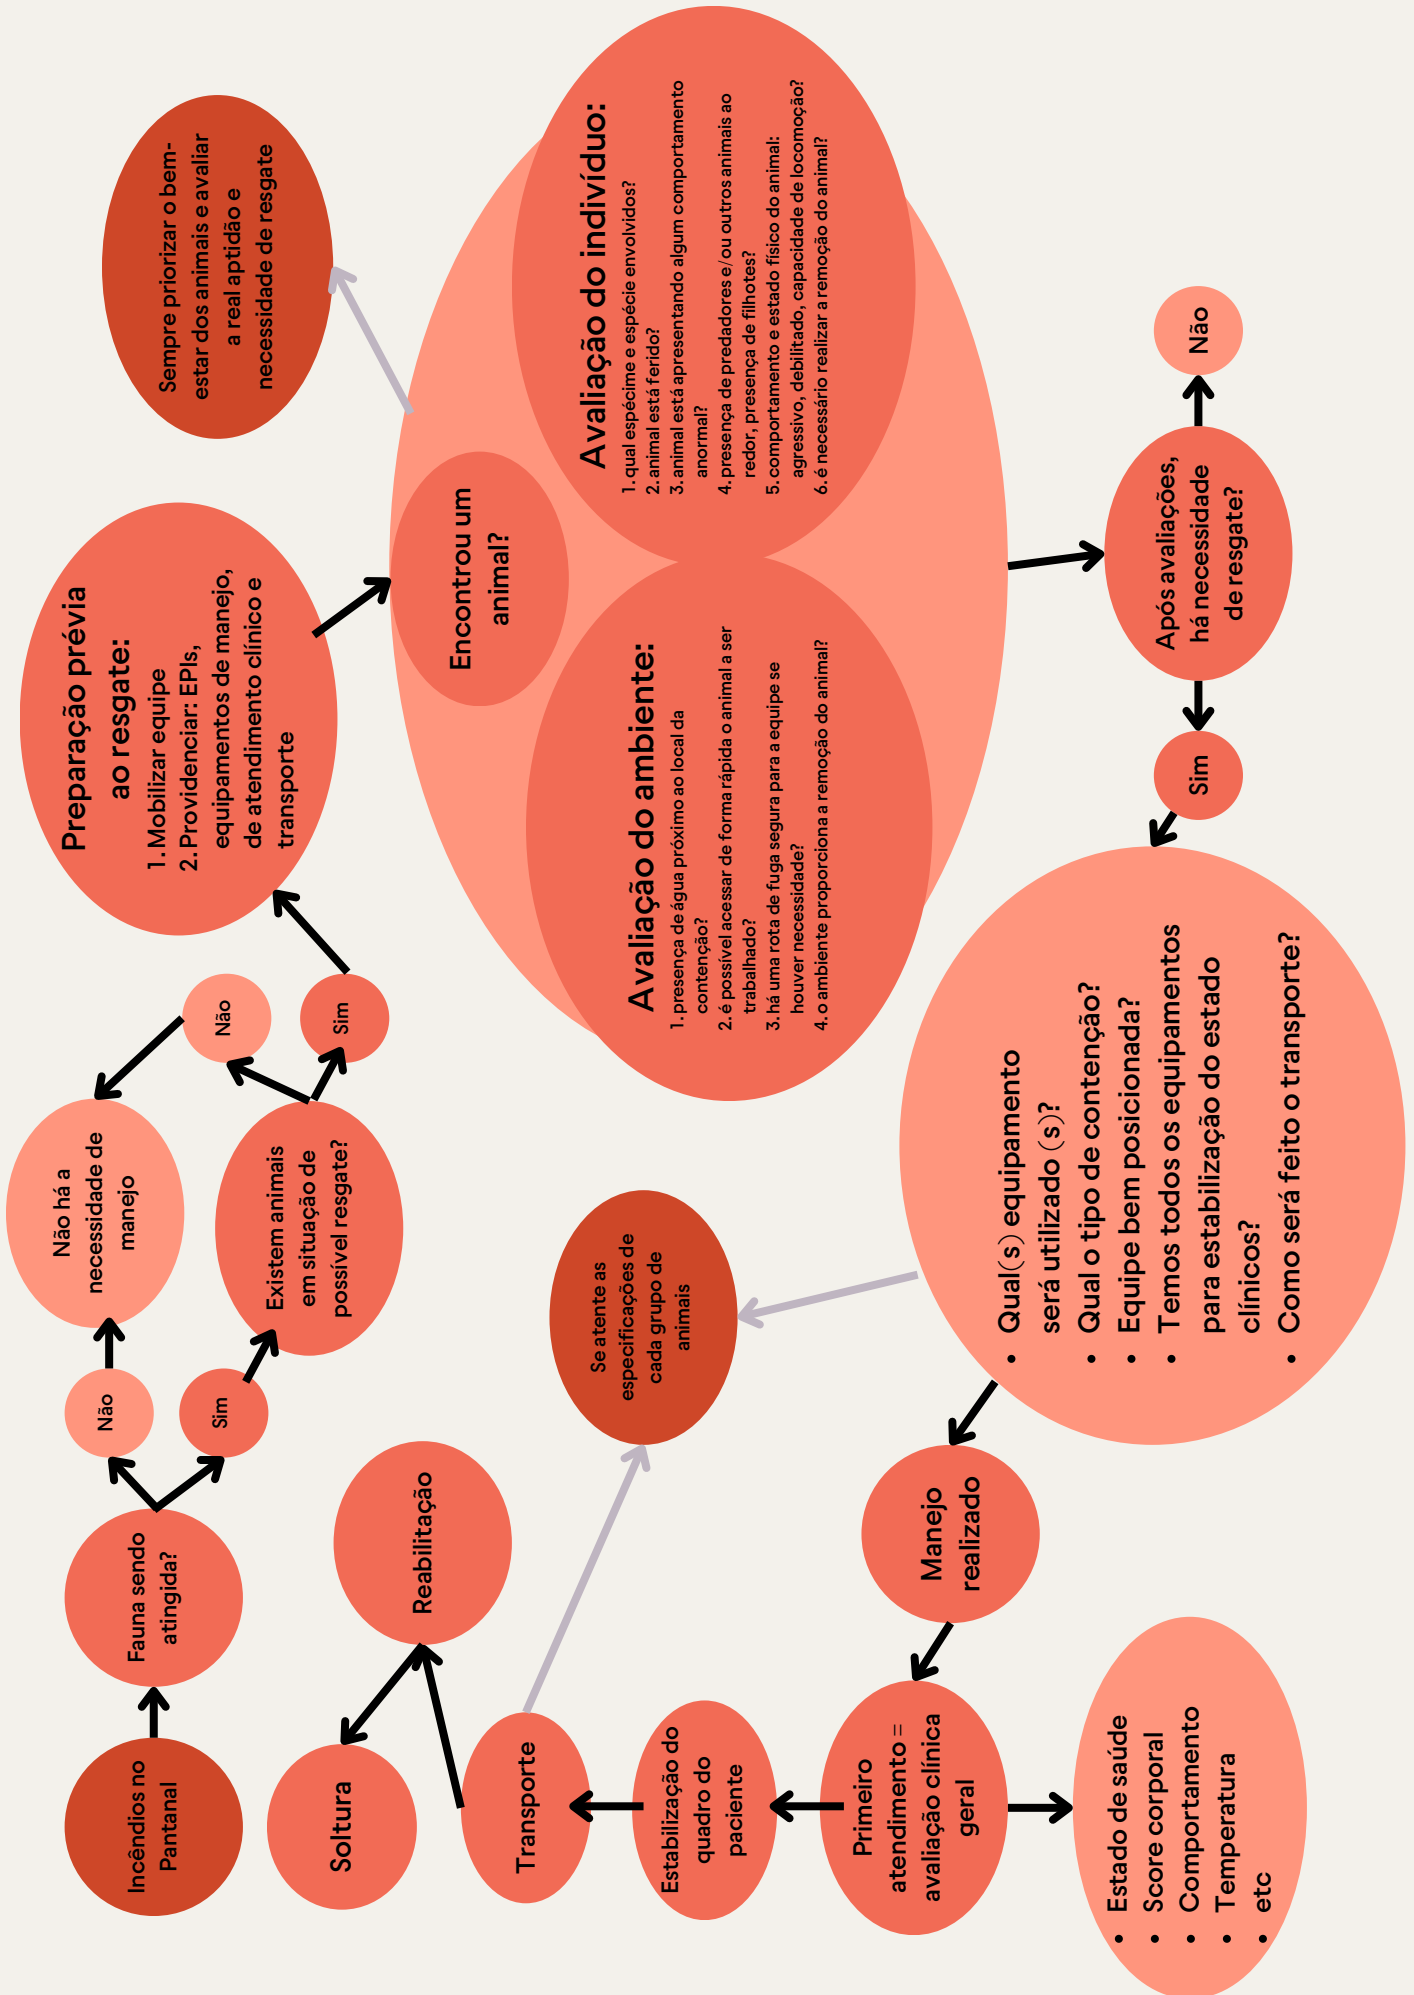 Incêndios no
Pantanal
Fauna sendo
atingida?
Não
Sim
Não há a
necessidade de
manejo
Existem animais
em situação de
possível resgate?
Não
Sim
Preparação prévia
ao resgate:
1. Mobilizar equipe
2. Providenciar: EPIs,
equipamentos de manejo,
de atendimento clínico e
transporte
Sempre priorizar o bem-
estar dos animais e avaliar
a real aptidão e
necessidade de resgate
Encontrou um
animal?
Avaliação do ambiente:
1. presença de água próximo ao local da
contenção?
2. é possível acessar de forma rápida o animal a ser
trabalhado?
3. há uma rota de fuga segura para a equipe se
houver necessidade?
4. o ambiente proporciona a remoção do animal?
Avaliação do indivíduo:
1. qual espécime e espécie envolvidos?
2. animal está ferido?
3. animal está apresentando algum comportamento
anormal?
4. presença de predadores e/ou outros animais ao
redor, presença de filhotes?
5. comportamento e estado físico do animal:
agressivo, debilitado, capacidade de locomoção?
6. é necessário realizar a remoção do animal?
Após avaliações,
há necessidade
de resgate?
Não
Sim
• Qual(s) equipamento
será utilizado (s)?
• Qual o tipo de contenção?
• Equipe bem posicionada?
• Temos todos os equipamentos
para estabilização do estado
clínicos?
• Como será feito o transporte?
Se atente as
especificações de
cada grupo de
animais
Manejo
realizado
Primeiro
atendimento =
avaliação clínica
geral
• Estado de saúde
• Score corporal
• Comportamento
• Temperatura
• etc
Estabilização do
quadro do
paciente
Transporte
Reabilitação
Soltura